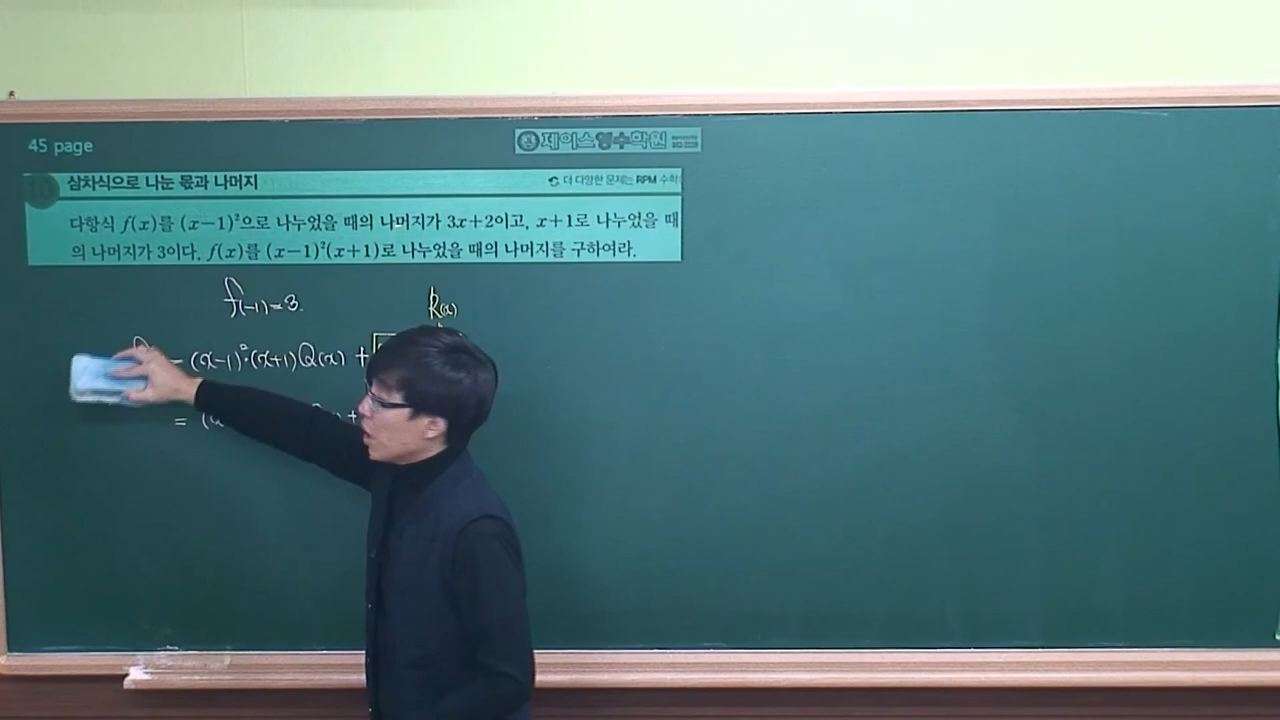 45 page
제이스영수학원
10 삼차식으로 나눈 몫과 나머지
더 다양한 문제는 RPM 수학
다항식 f(x)를 (x-1)²으로 나누었을 때의 나머지가 3x+2이고, x+1로 나누었을 때
의 나머지가 3이다. f(x)를 (x-1)²(x+1)로 나누었을 때의 나머지를 구하여라.
f(-1)=3.
R(x)
(x-1)²·(x+1)Q(x) +
=